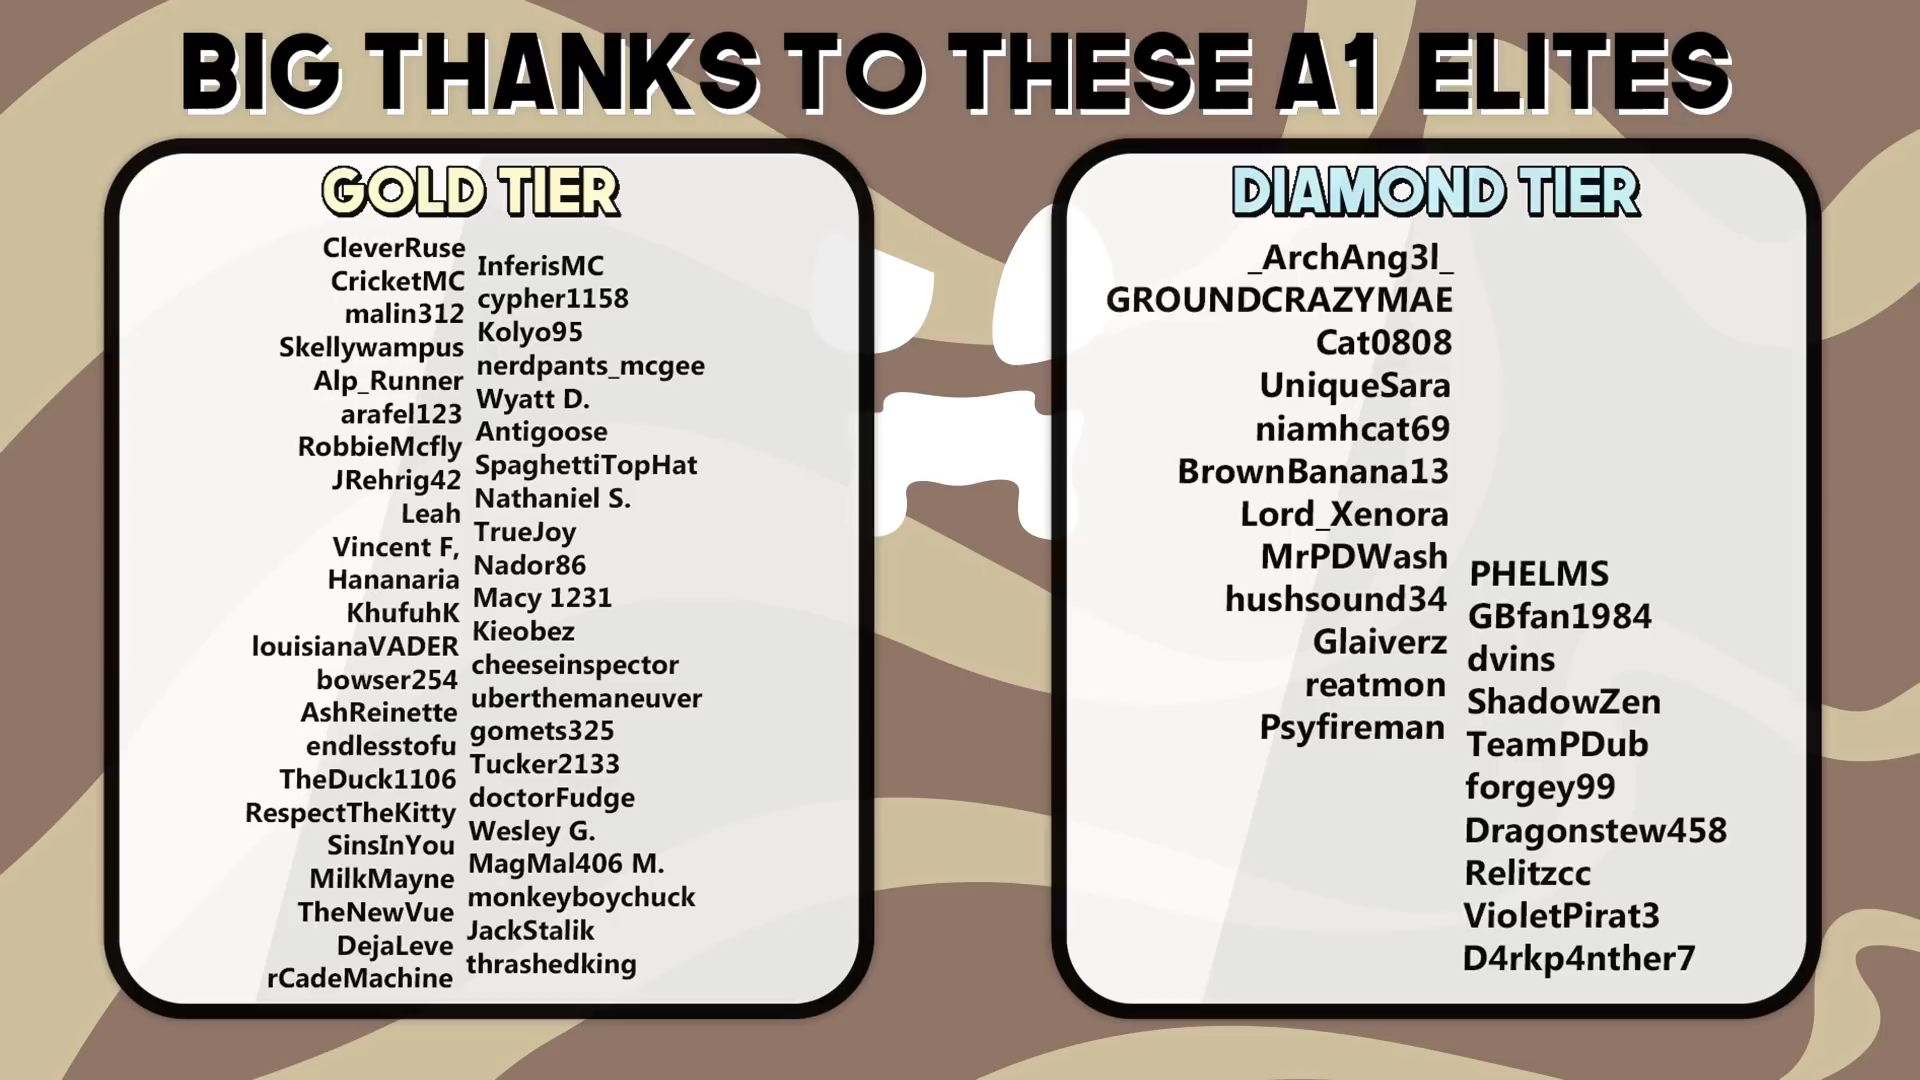 BIG THANKS TO THESE A1 ELITES
GOLD TIER
CleverRuse
CricketMC
malin312
Skellywampus
Alp_Runner
arafel123
RobbieMcfly
JRehrig42
Leah
Vincent F,
Hananaria
KhufuhK
louisianaVADER
bowser254
AshReinette
endlesstofu
TheDuck1106
RespectTheKitty
SinsInYou
MilkMayne
TheNewVue
DejaLeve
rCadeMachine
InferisMC
cypher1158
Kolyo95
nerdpants_mcgee
Wyatt D.
Antigoose
SpaghettiTopHat
Nathaniel S.
TrueJoy
Nador86
Macy 1231
Kieobez
cheeseinspector
uberthemaneuver
gomets325
Tucker2133
doctorFudge
Wesley G.
MagMal406 M.
monkeyboychuck
JackStalik
thrashedking
DIAMOND TIER
_ArchAng3l_
GROUNDCRAZYMAE
Cat0808
UniqueSara
niamhcat69
BrownBanana13
Lord_Xenora
MrPDWash
hushsound34
Glaiverz
reatmon
Psyfireman
PHELMS
GBfan1984
dvins
ShadowZen
TeamPDub
forgey99
Dragonstew458
Relitzcc
VioletPirat3
D4rkp4nther7